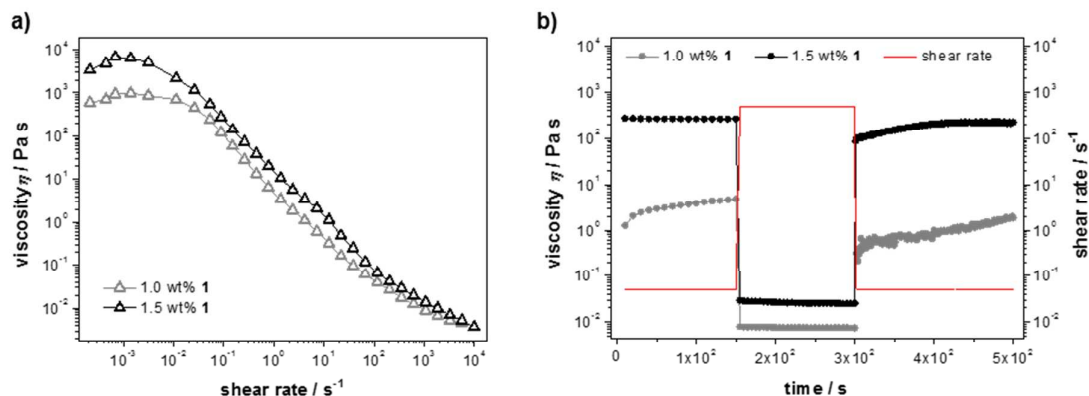 a)
10⁴
10³
10²
10¹
10⁰
10⁻¹
10⁻²
viscosity η / Pa s
1.0 wt% 1
1.5 wt% 1
10⁻³ 10⁻² 10⁻¹ 10⁰ 10¹ 10² 10³ 10⁴
shear rate / s⁻¹
b)
1.0 wt% 1 1.5 wt% 1 shear rate
10⁴ 10⁴
10³ 10³
10² 10²
10¹ 10¹
10⁰ 10⁰
10⁻¹ 10⁻¹
10⁻² 10⁻²
viscosity η / Pa s
shear rate / s⁻¹
0 1x10² 2x10² 3x10² 4x10² 5x10²
time / s